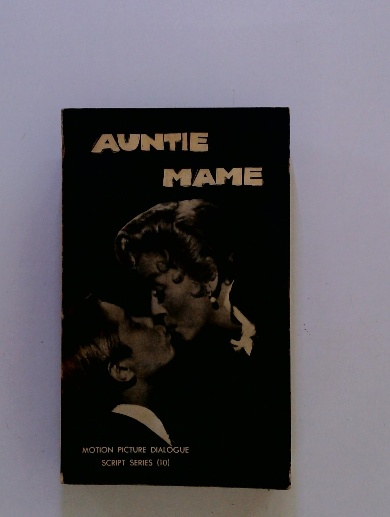 AUNTIE
MAME
MOTION PICTURE DIALOGUE
SCRIPT SERIES (10)